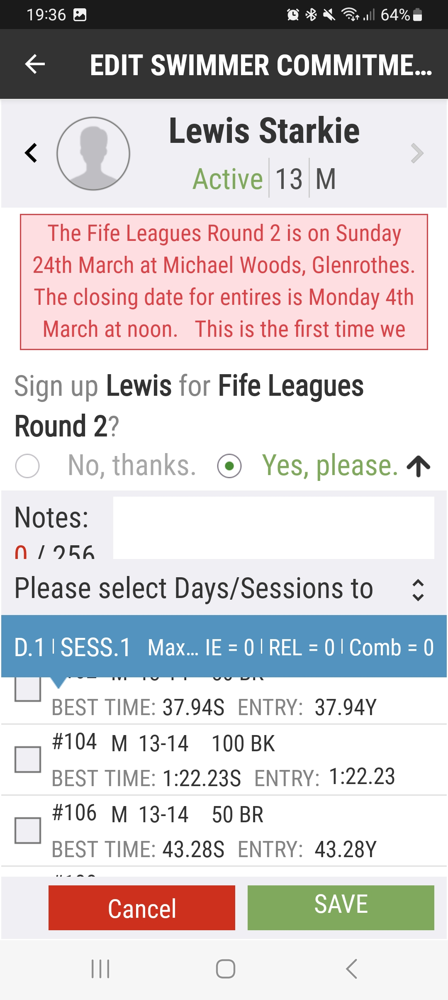 19:36 64%
EDIT SWIMMER COMMITME...
Lewis Starkie
Active 13 M
The Fife Leagues Round 2 is on Sunday
24th March at Michael Woods, Glenrothes.
The closing date for entires is Monday 4th
March at noon. This is the first time we
Sign up Lewis for Fife Leagues
Round 2?
No, thanks. Yes, please.
Notes:
0 / 256
Please select Days/Sessions to
D.1 | SESS.1 Max... IE = 0 | REL = 0 | Comb = 0
BEST TIME: 37.94S ENTRY: 37.94Y
#104 M 13-14 100 BK
BEST TIME: 1:22.23S ENTRY: 1:22.23
#106 M 13-14 50 BR
BEST TIME: 43.28S ENTRY: 43.28Y
Cancel SAVE